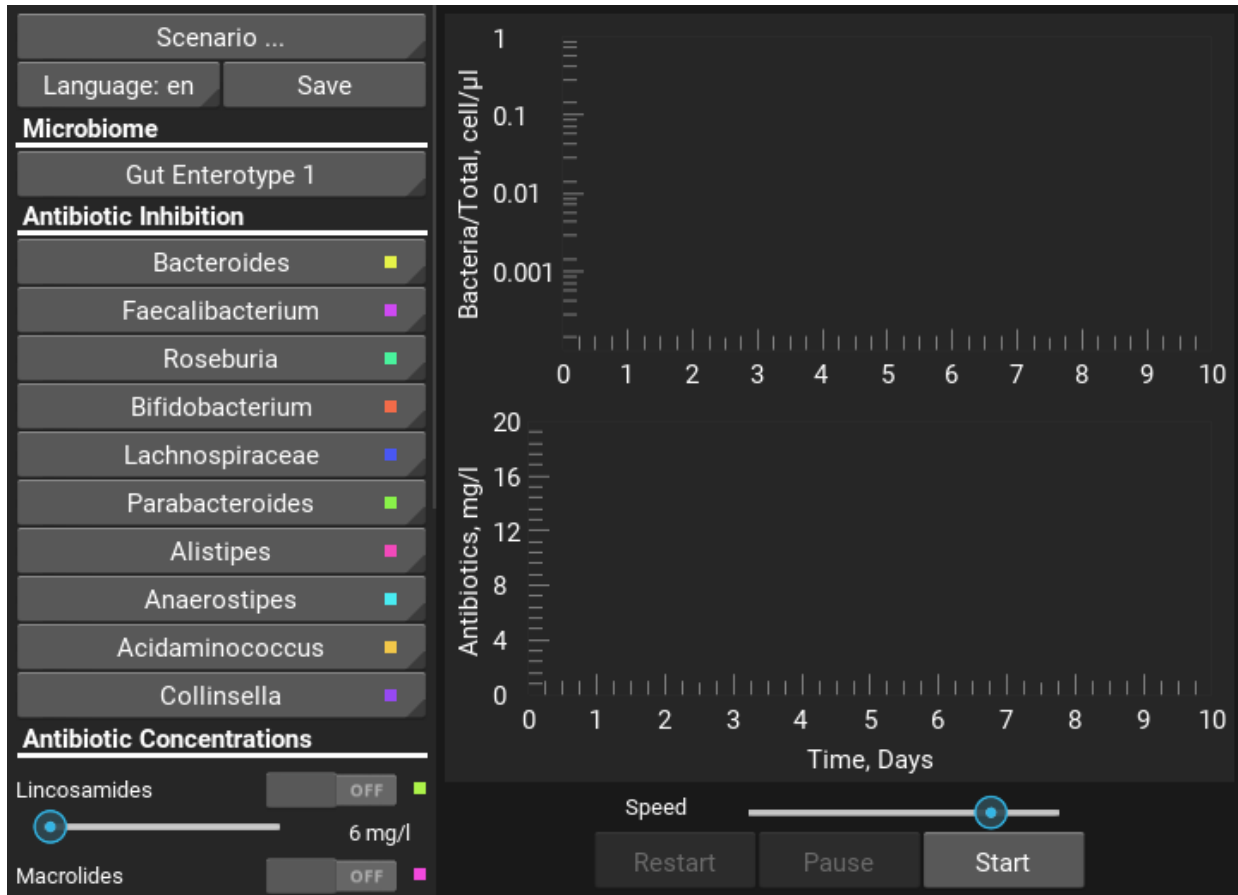 Scenario ...
Language: en Save
Microbiome
Gut Enterotype 1
Antibiotic Inhibition
Bacteroides
Faecalibacterium
Roseburia
Bifidobacterium
Lachnospiraceae
Parabacteroides
Alistipes
Anaerostipes
Acidaminococcus
Collinsella
Antibiotic Concentrations
Lincosamides OFF
6 mg/l
Macrolides OFF
Bacteria/Total, cell/µl
1
0.1
0.01
0.001
0 1 2 3 4 5 6 7 8 9 10
Antibiotics, mg/l
20
16
12
8
4
0
0 1 2 3 4 5 6 7 8 9 10
Time, Days
Speed
Restart Pause Start